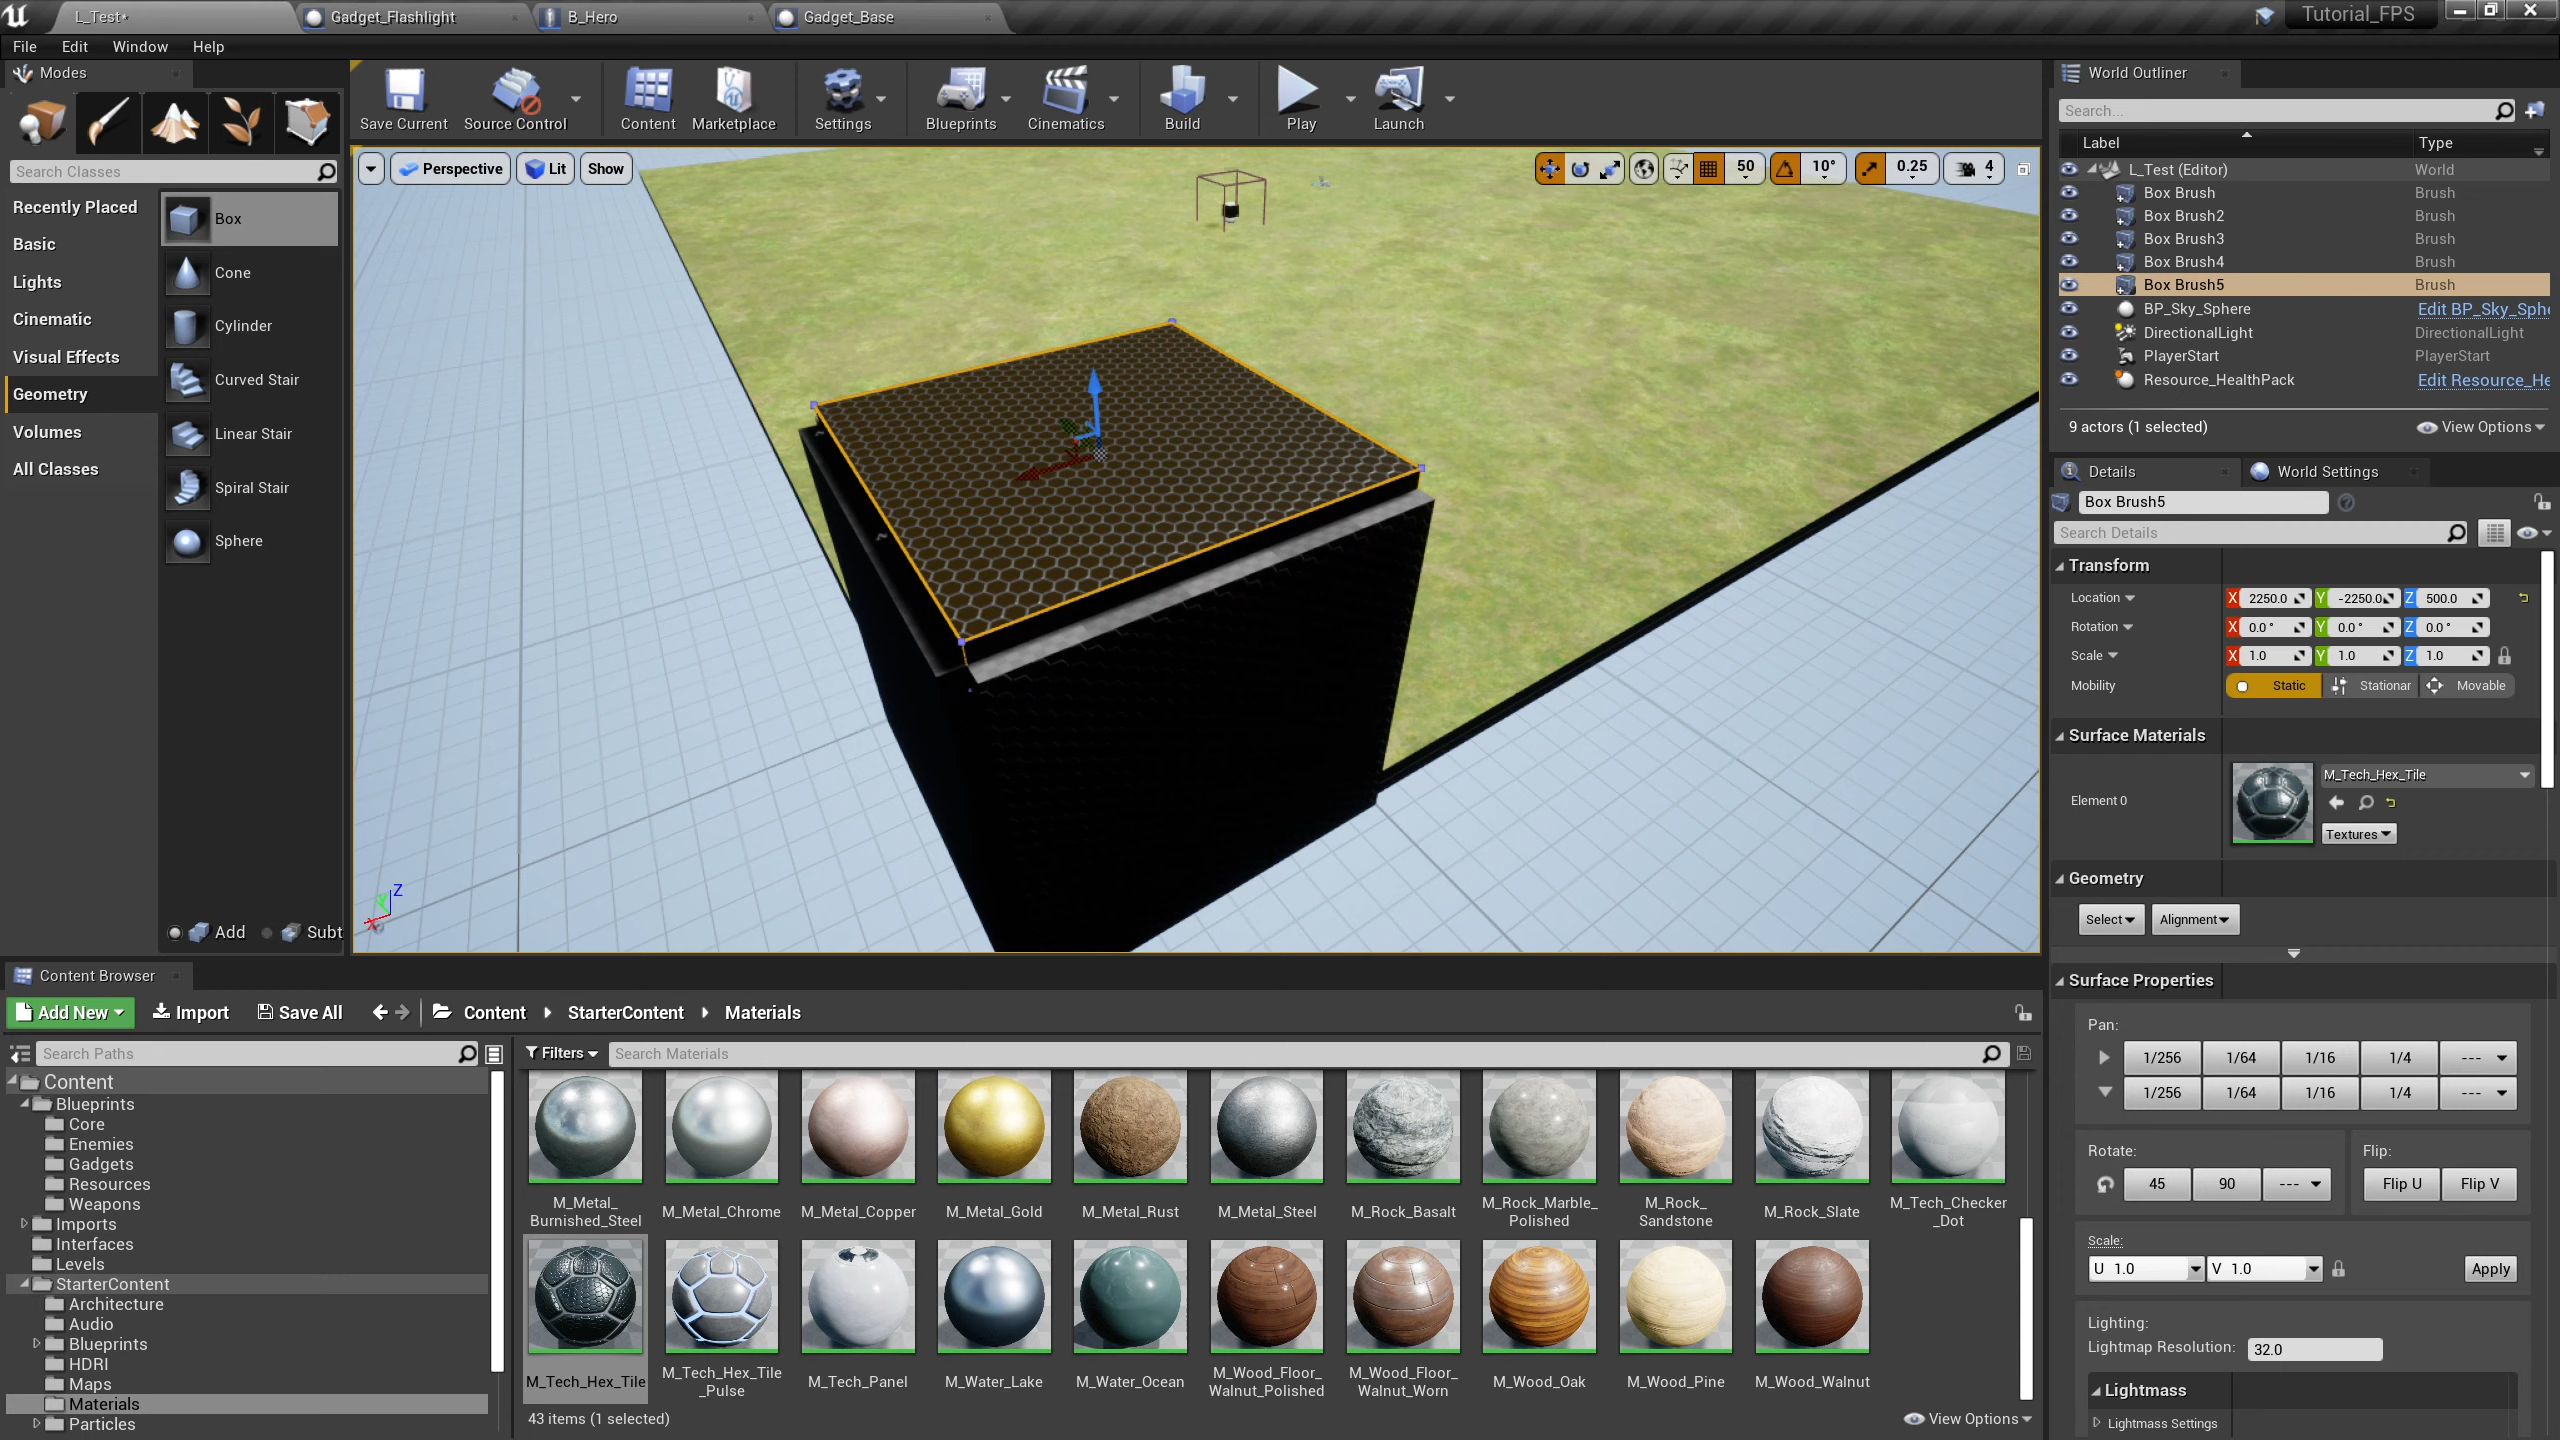 L_Test*
Gadget_Flashlight
B_Hero
Gadget_Base
Tutorial_FPS
File Edit Window Help
Modes
Search Classes
Recently Placed
Basic
Lights
Cinematic
Visual Effects
Geometry
Volumes
All Classes
Box
Cone
Cylinder
Curved Stair
Linear Stair
Spiral Stair
Sphere
Add Subt
Save Current Source Control Content Marketplace Settings Blueprints Cinematics Build Play Launch
Perspective Lit Show
50 10° 0.25 4
Z
X
World Outliner
Search...
Label Type
L_Test (Editor) World
Box Brush Brush
Box Brush2 Brush
Box Brush3 Brush
Box Brush4 Brush
Box Brush5 Brush
BP_Sky_Sphere Edit BP_Sky_Sph
DirectionalLight DirectionalLight
PlayerStart PlayerStart
Resource_HealthPack Edit Resource_He
9 actors (1 selected) View Options
Details World Settings
Box Brush5
Search Details
Transform
Location X 2250.0 Y -2250.0 Z 500.0
Rotation X 0.0 ° Y 0.0 ° Z 0.0 °
Scale X 1.0 Y 1.0 Z 1.0
Mobility Static Stationar Movable
Surface Materials
Element 0
M_Tech_Hex_Tile
Textures
Geometry
Select Alignment
Surface Properties
Pan:
1/256 1/64 1/16 1/4 ---
1/256 1/64 1/16 1/4 ---
Rotate: Flip:
45 90 --- Flip U Flip V
Scale:
U 1.0 V 1.0 Apply
Lighting:
Lightmap Resolution: 32.0
Lightmass
Lightmass Settings
Content Browser
Add New Import Save All Content StarterContent Materials
Search Paths
Filters Search Materials
Content
Blueprints
Core
Enemies
Gadgets
Resources
Weapons
Imports
Interfaces
Levels
StarterContent
Architecture
Audio
Blueprints
HDRI
Maps
Materials
Particles
M_Metal_
Burnished_Steel
M_Metal_Chrome
M_Metal_Copper
M_Metal_Gold
M_Metal_Rust
M_Metal_Steel
M_Rock_Basalt
M_Rock_Marble_
Polished
M_Rock_
Sandstone
M_Rock_Slate
M_Tech_Checker
_Dot
M_Tech_Hex_Tile
M_Tech_Hex_Tile
_Pulse
M_Tech_Panel
M_Water_Lake
M_Water_Ocean
M_Wood_Floor_
Walnut_Polished
M_Wood_Floor_
Walnut_Worn
M_Wood_Oak
M_Wood_Pine
M_Wood_Walnut
43 items (1 selected)
View Options